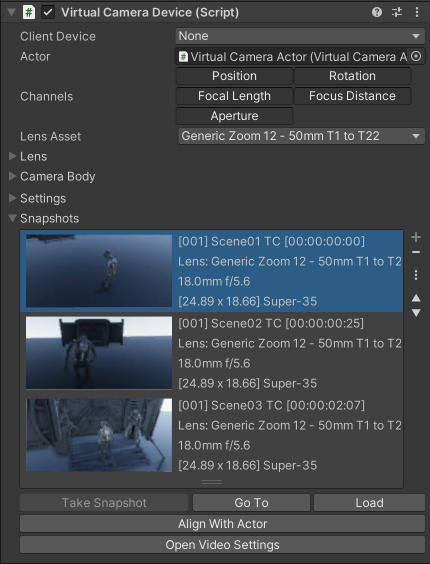 Virtual Camera Device (Script)
Client Device
None
Actor
Virtual Camera Actor (Virtual Camera A
Channels
Position
Rotation
Focal Length
Focus Distance
Aperture
Lens Asset
Generic Zoom 12 - 50mm T1 to T22
Lens
Camera Body
Settings
Snapshots
[001] Scene01 TC [00:00:00:00]
Lens: Generic Zoom 12 - 50mm T1 to T2
18.0mm f/5.6
[24.89 x 18.66] Super-35
[001] Scene02 TC [00:00:00:25]
Lens: Generic Zoom 12 - 50mm T1 to T2
18.0mm f/5.6
[24.89 x 18.66] Super-35
[001] Scene03 TC [00:00:02:07]
Lens: Generic Zoom 12 - 50mm T1 to T2
18.0mm f/5.6
[24.89 x 18.66] Super-35
Take Snapshot
Go To
Load
Align With Actor
Open Video Settings